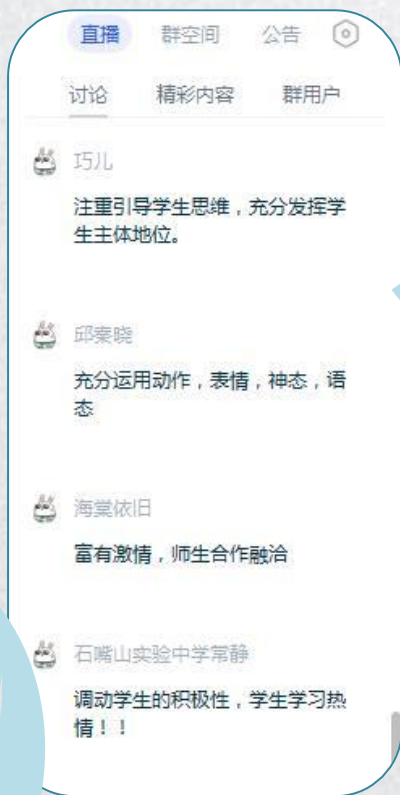 直播 群空间 公告
讨论 精彩内容 群用户
巧儿
注重引导学生思维，充分发挥学
生主体地位。
邱桒晓
充分运用动作，表情，神态，语
态
海棠依旧
富有激情，师生合作融洽
石嘴山实验中学常静
调动学生的积极性，学生学习热
情！！